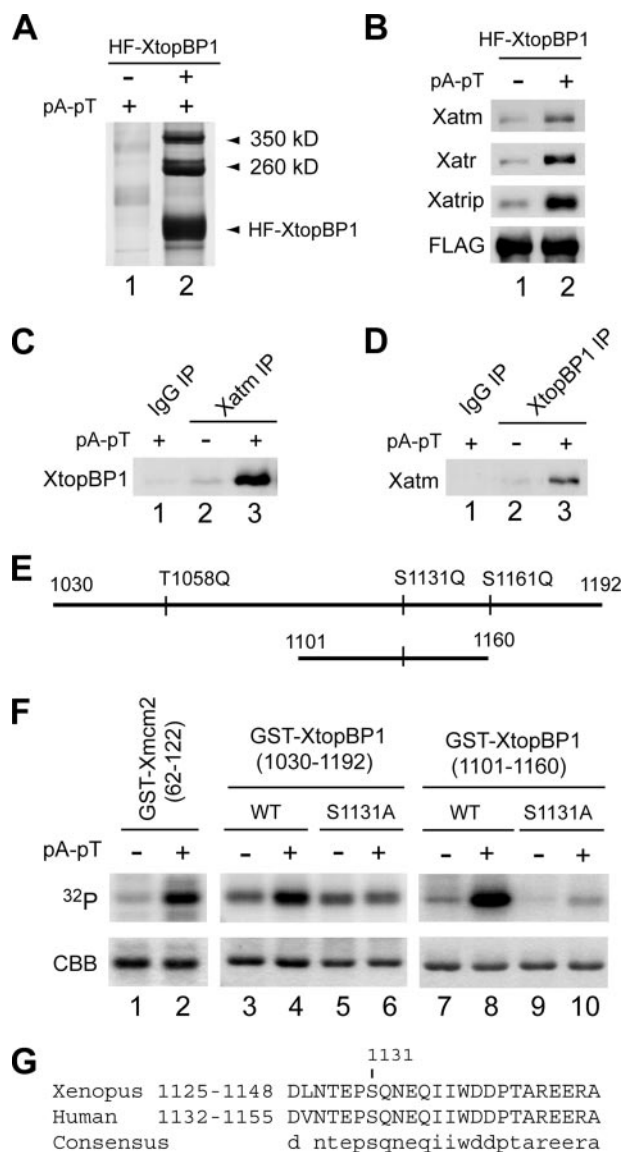 A
HF-XtopBP1
- +
pA-pT + +
350 kD
260 kD
HF-XtopBP1
1 2
B
HF-XtopBP1
pA-pT - +
Xatm
Xatr
Xatrip
FLAG
1 2
C
IgG IP
Xatm IP
pA-pT + - +
XtopBP1
1 2 3
D
IgG IP
XtopBP1 IP
pA-pT + - +
Xatm
1 2 3
E
1030 T1058Q S1131Q S1161Q 1192
1101 1160
F
GST-Xmcm2
(62-122)
GST-XtopBP1
(1030-1192)
GST-XtopBP1
(1101-1160)
WT S1131A WT S1131A
pA-pT - + - + - + - + - +
32P
CBB
1 2 3 4 5 6 7 8 9 10
G
1131
Xenopus 1125-1148 DLNTEPSQNEQIIWDDPTAREERA
Human 1132-1155 DVNTEPSQNEQIIWDDPTAREERA
Consensus d ntepsqneqiiwddptareera